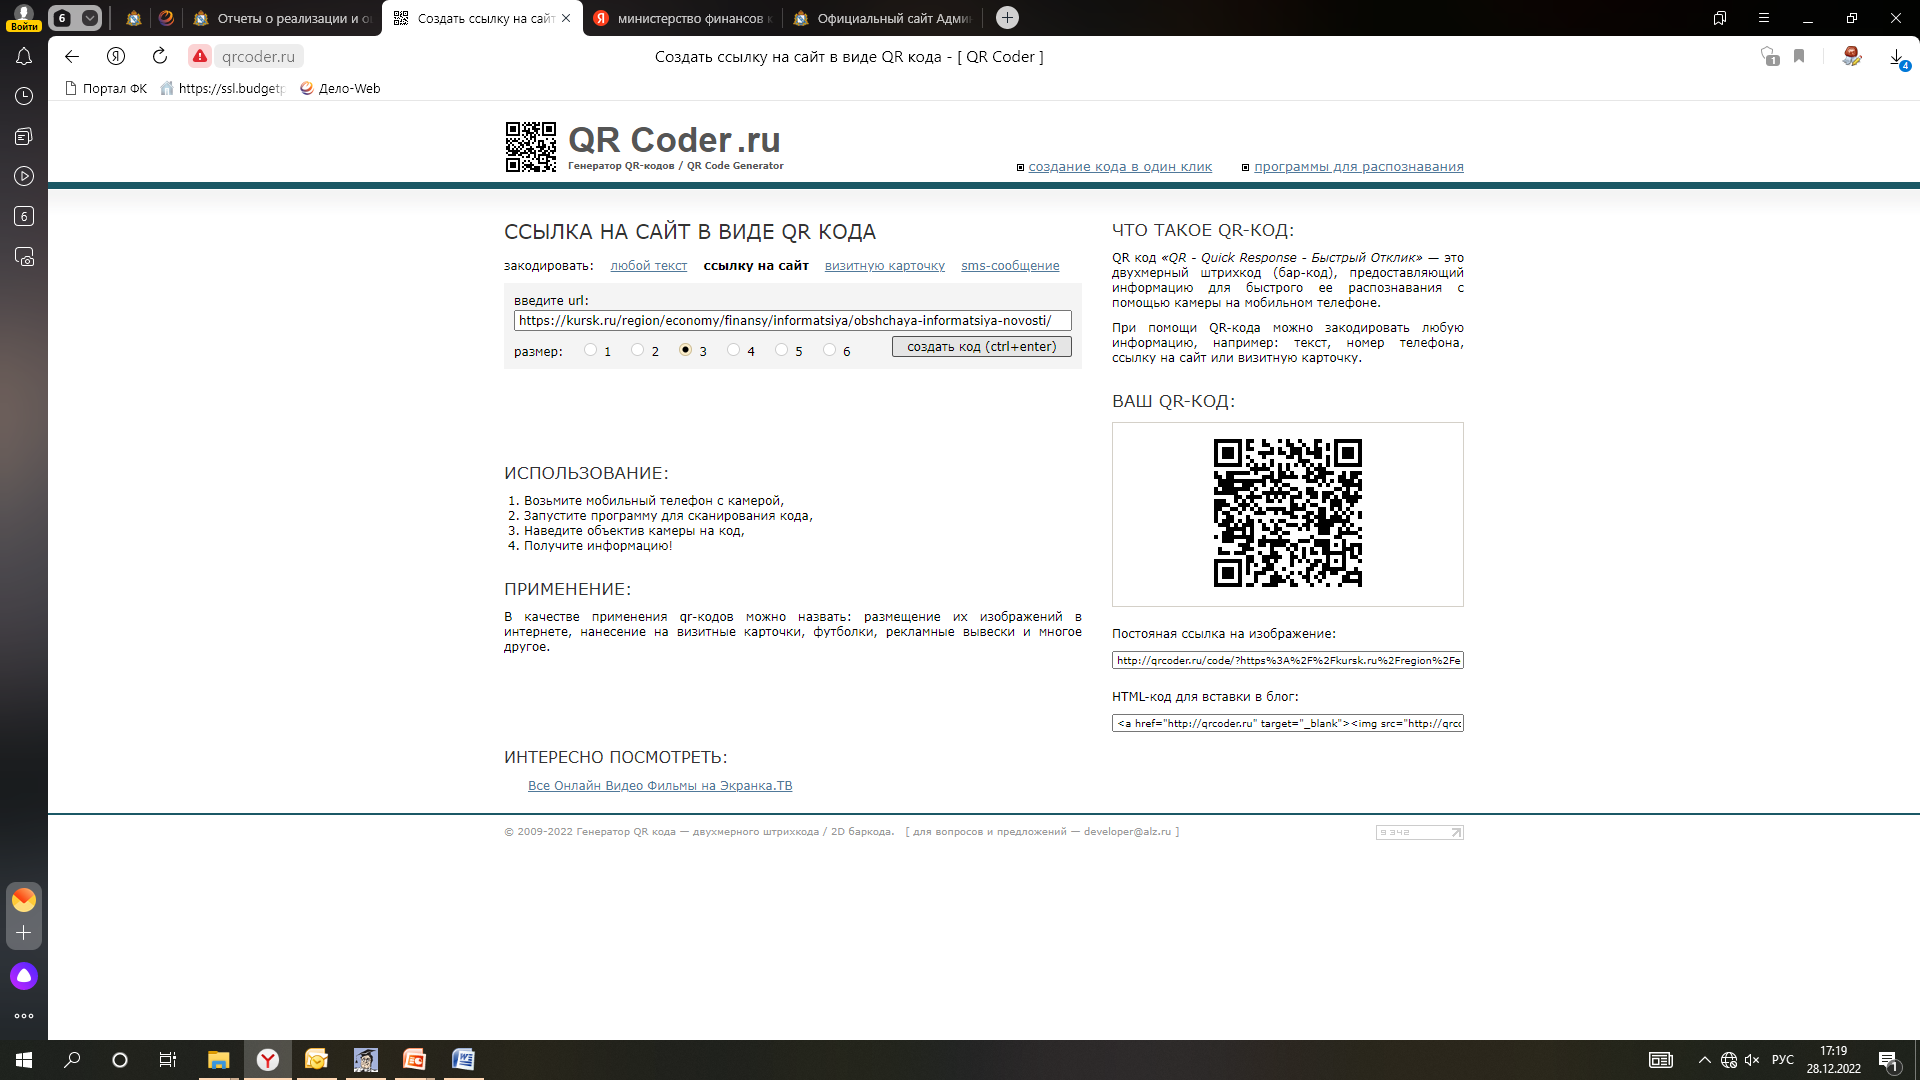 6
Отчеты о реализации и о
Создать ссылку на сайт
министерство финансов к
Официальный сайт Адми
Войти
qrcoder.ru
Создать ссылку на сайт в виде QR кода - [ QR Coder ]
1
4
Портал ФК
https://ssl.budgetp
Дело-Web
6
QR Coder.ru
Генератор QR-кодов / QR Code Generator
создание кода в один клик
программы для распознавания
ССЫЛКА НА САЙТ В ВИДЕ QR КОДА
закодировать: любой текст ссылку на сайт визитную карточку sms-сообщение
введите url:
https://kursk.ru/region/economy/finansy/informatsiya/obshchaya-informatsiya-novosti/
размер: 1 2 3 4 5 6
создать код (ctrl+enter)
ИСПОЛЬЗОВАНИЕ:
1. Возьмите мобильный телефон с камерой,
2. Запустите программу для сканирования кода,
3. Наведите объектив камеры на код,
4. Получите информацию!
ПРИМЕНЕНИЕ:
В качестве применения qr-кодов можно назвать: размещение их изображений в
интернете, нанесение на визитные карточки, футболки, рекламные вывески и многое
другое.
ИНТЕРЕСНО ПОСМОТРЕТЬ:
Все Онлайн Видео Фильмы на Экранка.ТВ
ЧТО ТАКОЕ QR-КОД:
QR код «QR - Quick Response - Быстрый Отклик» — это
двухмерный штрихкод (бар-код), предоставляющий
информацию для быстрого ее распознавания с
помощью камеры на мобильном телефоне.
При помощи QR-кода можно закодировать любую
информацию, например: текст, номер телефона,
ссылку на сайт или визитную карточку.
ВАШ QR-КОД:
Постояная ссылка на изображение:
http://qrcoder.ru/code/?https%3A%2F%2Fkursk.ru%2Fregion%2Fe
HTML-код для вставки в блог:
<a href="http://qrcoder.ru" target="_blank"><img src="http://qrco
© 2009-2022 Генератор QR кода — двухмерного штрихкода / 2D баркода. [ для вопросов и предложений — developer@alz.ru ]
РУС
17:19
28.12.2022
1